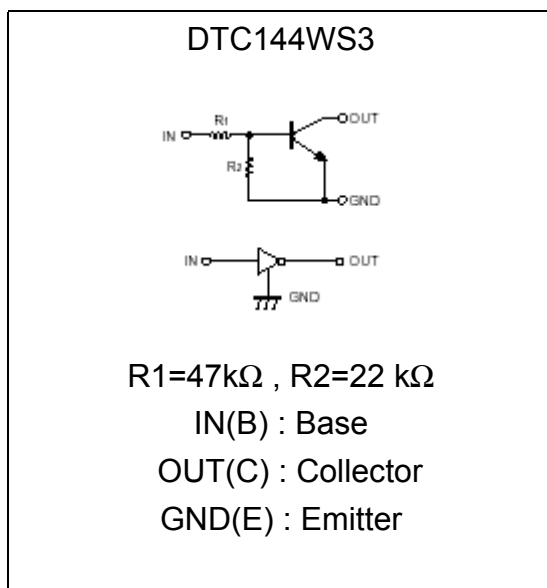 DTC144WS3
R1
IN
OUT
R2
GND
IN
OUT
GND
R1=47kΩ , R2=22 kΩ
IN(B) : Base
OUT(C) : Collector
GND(E) : Emitter